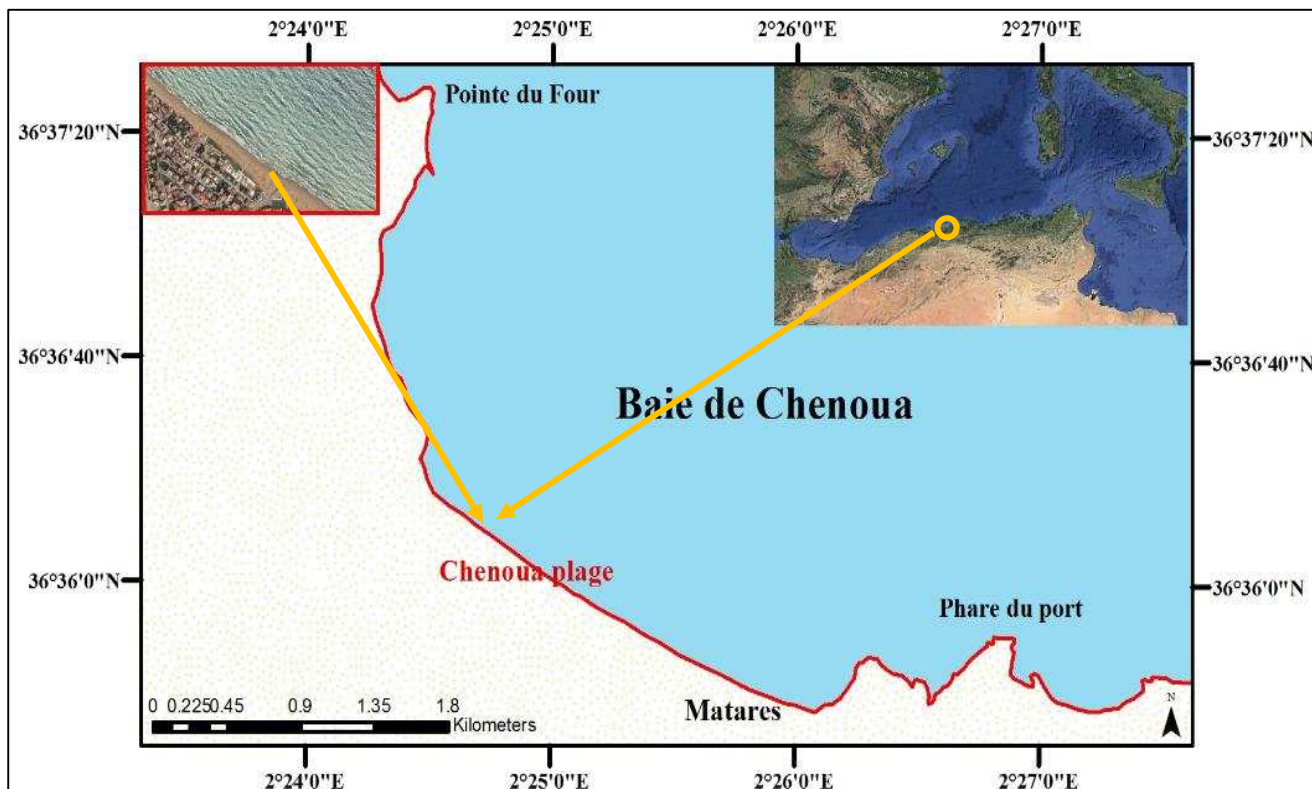 2°24'0"E 2°25'0"E 2°26'0"E 2°27'0"E
Pointe du Four
36°37'20"N 36°37'20"N
36°36'40"N 36°36'40"N
Baie de Chenoua
Chenoua plage
36°36'0"N 36°36'0"N
Phare du port
Matares
0 0.2250.45 0.9 1.35 1.8
Kilometers
N
2°24'0"E 2°25'0"E 2°26'0"E 2°27'0"E